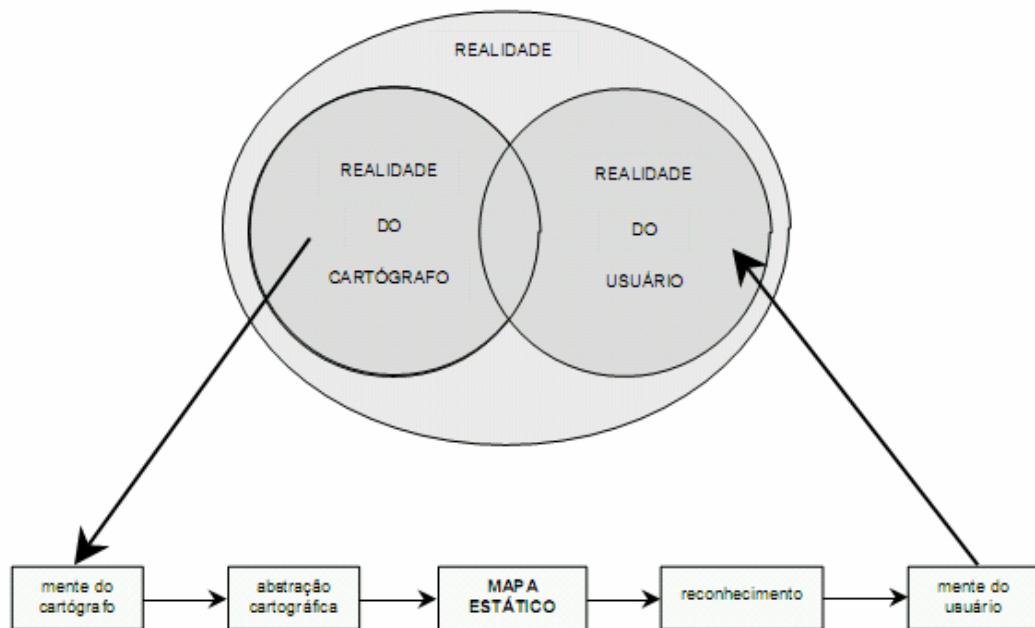 REALIDADE
REALIDADE
DO
CARTÓGRAFO
REALIDADE
DO
USUÁRIO
mente do
cartógrafo
abstração
cartográfica
MAPA
ESTÁTICO
reconhecimento
mente do
usuário